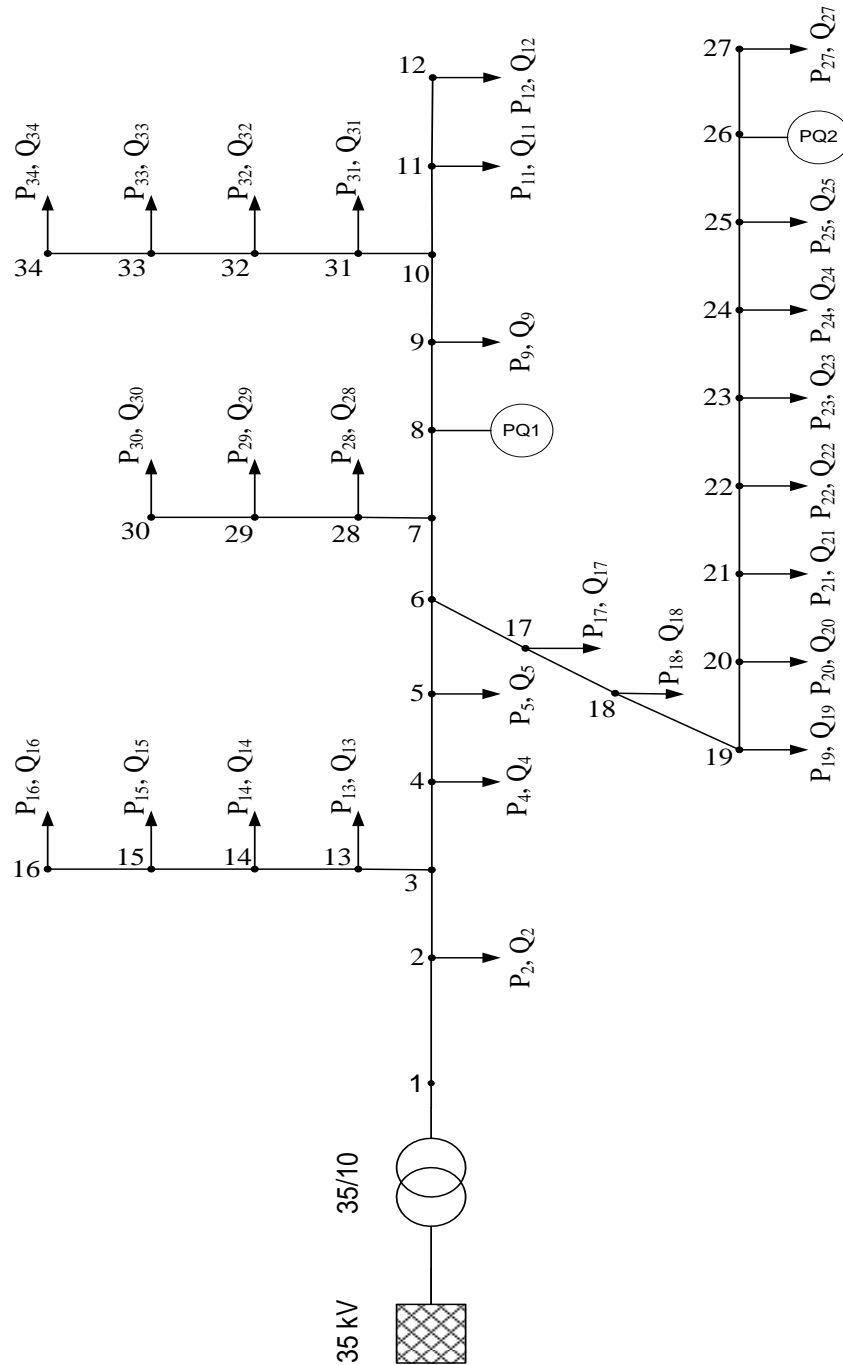 12
P₁₂, Q₁₂
27
P₂₇, Q₂₇
P₃₄, Q₃₄
P₃₃, Q₃₃
P₃₂, Q₃₂
P₃₁, Q₃₁
11
P₁₁, Q₁₁
26
PQ2
34
33
32
31
10
25
P₂₅, Q₂₅
9
P₉, Q₉
24
P₂₄, Q₂₄
P₃₀, Q₃₀
P₂₉, Q₂₉
P₂₈, Q₂₈
8
PQ1
23
P₂₃, Q₂₃
30
29
28
7
22
P₂₂, Q₂₂
6
17
P₁₇, Q₁₇
21
P₂₁, Q₂₁
5
P₅, Q₅
18
P₁₈, Q₁₈
20
P₂₀, Q₂₀
19
P₁₉, Q₁₉
P₁₆, Q₁₆
P₁₅, Q₁₅
P₁₄, Q₁₄
P₁₃, Q₁₃
4
P₄, Q₄
16
15
14
13
3
2
P₂, Q₂
1
35/10
35 kV